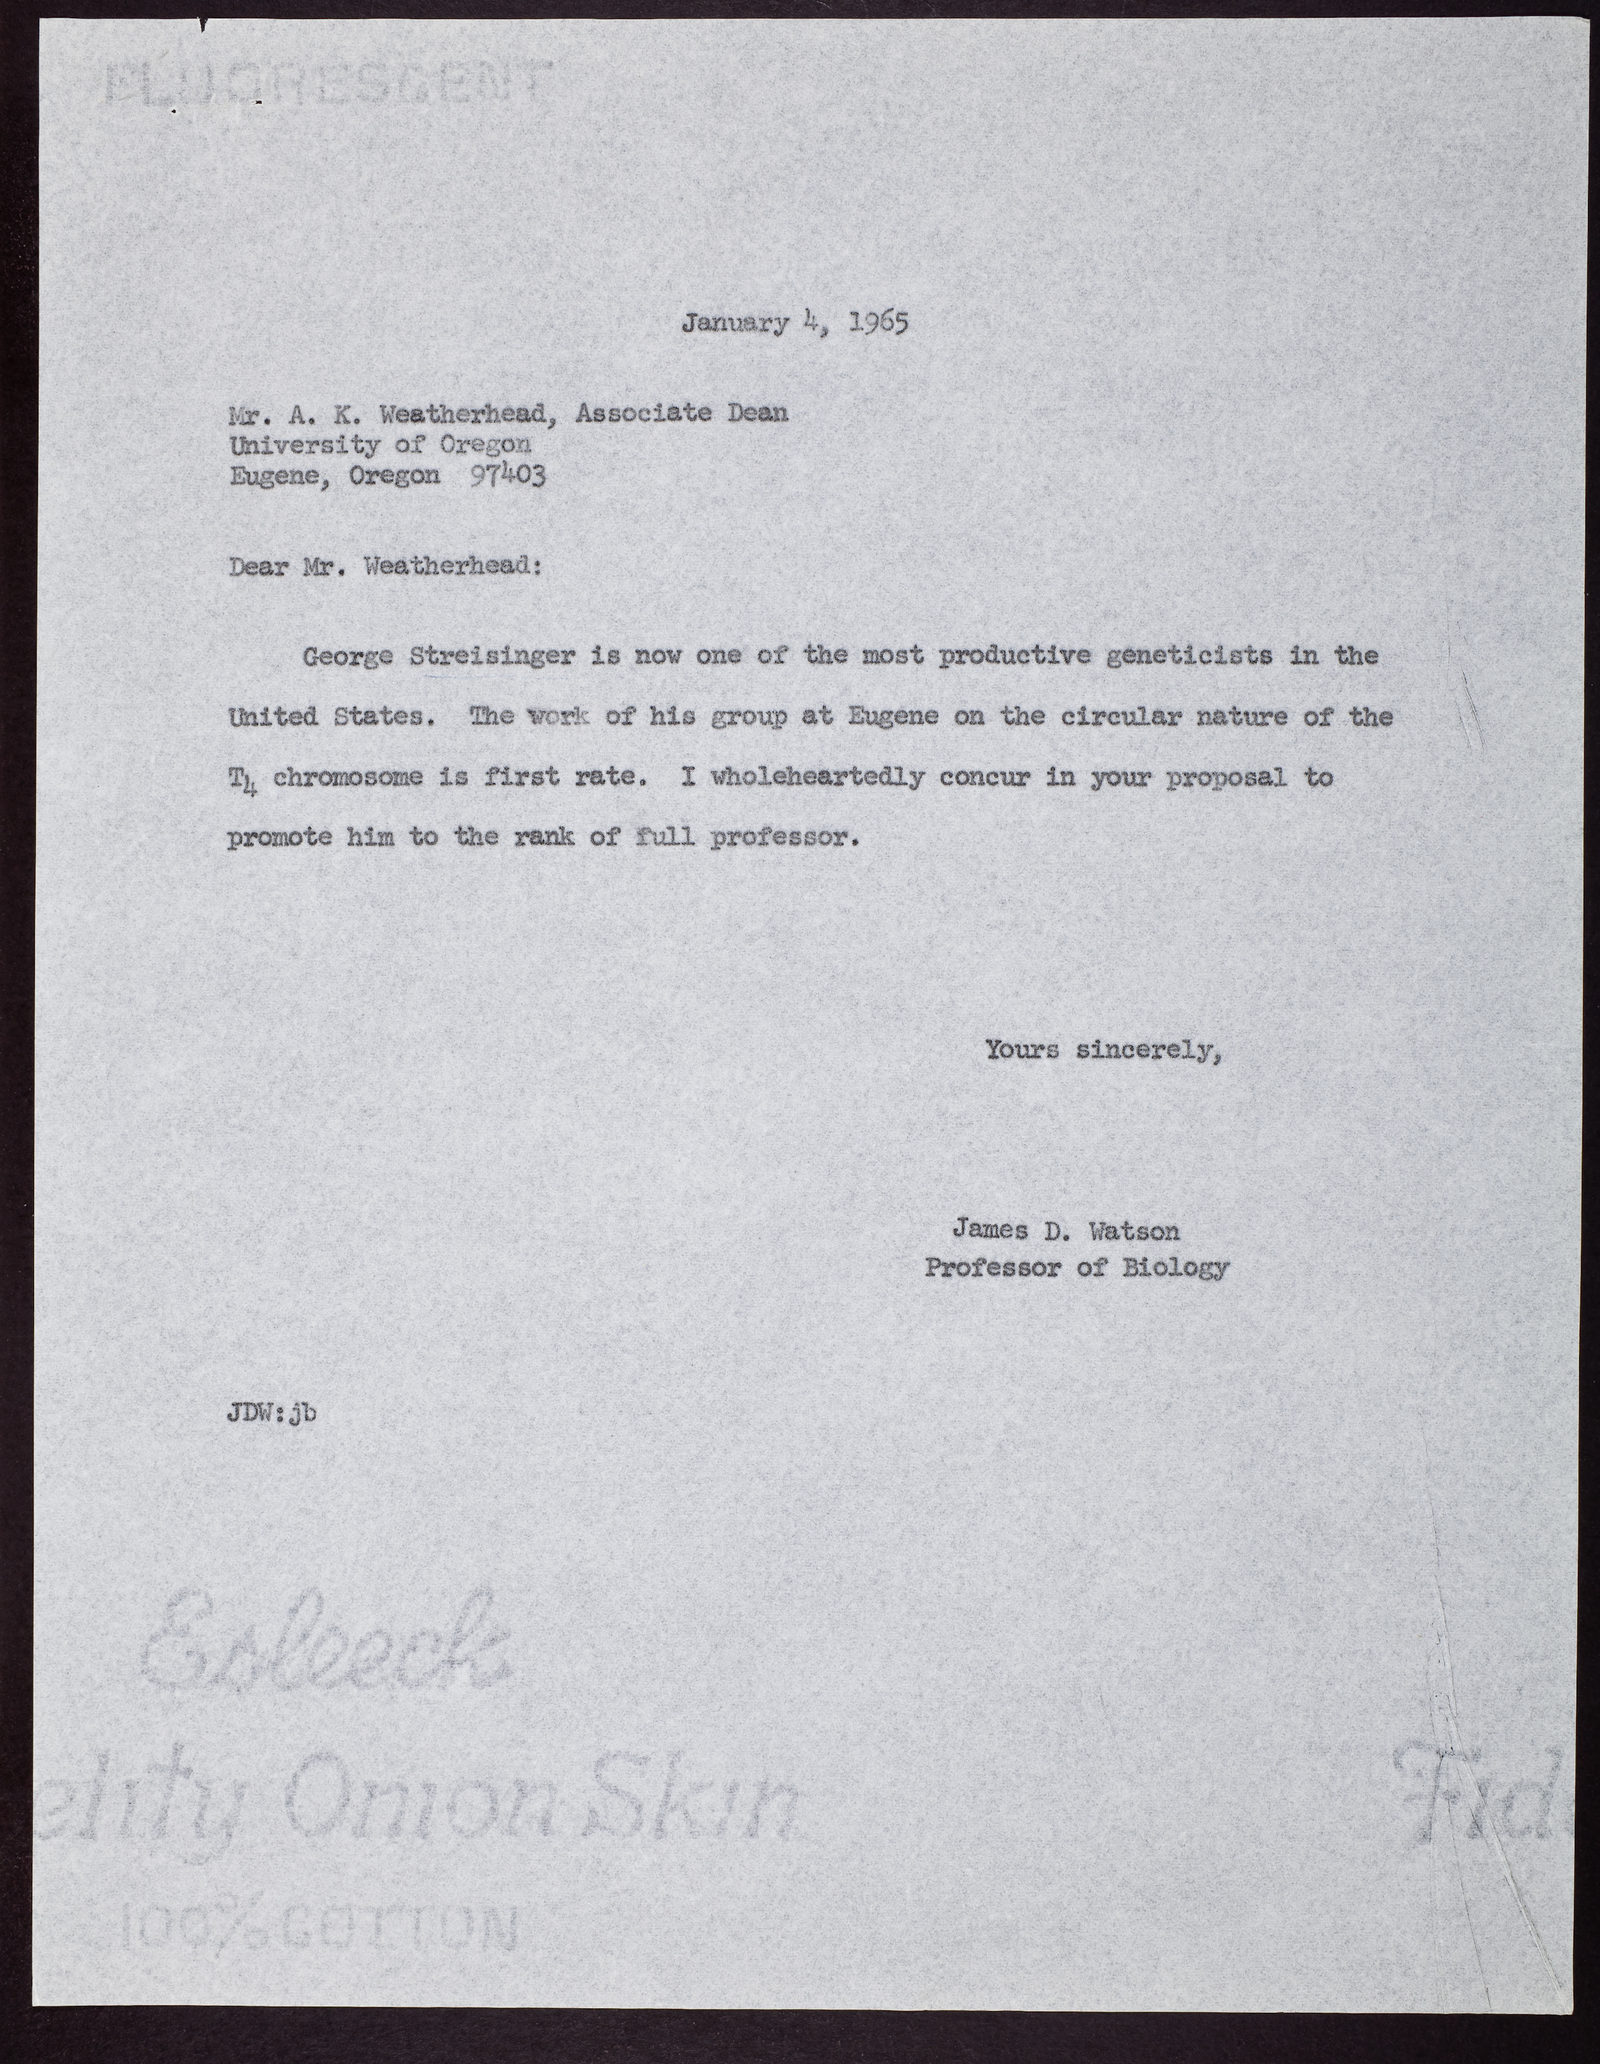 FLUORESCENT
January 4, 1965
Mr. A. K. Weatherhead, Associate Dean
University of Oregon
Eugene, Oregon 97403
Dear Mr. Weatherhead:
George Streisinger is now one of the most productive geneticists in the
United States. The work of his group at Eugene on the circular nature of the
T4 chromosome is first rate. I wholeheartedly concur in your proposal to
promote him to the rank of full professor.
Yours sincerely,
James D. Watson
Professor of Biology
JDW:jb
Esleeck
elity Onion Skin Fid
100% COTTON